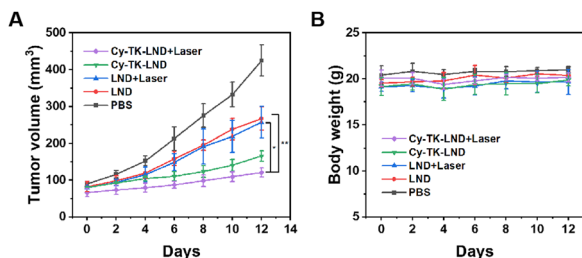 A
Tumor volume (mm³)
500
400
300
200
100
0
Cy-TK-LND+Laser
Cy-TK-LND
LND+Laser
LND
PBS
*
**
0 2 4 6 8 10 12 14
Days
B
Body weight (g)
30
25
20
15
10
5
0
Cy-TK-LND+Laser
Cy-TK-LND
LND+Laser
LND
PBS
0 2 4 6 8 10 12
Days